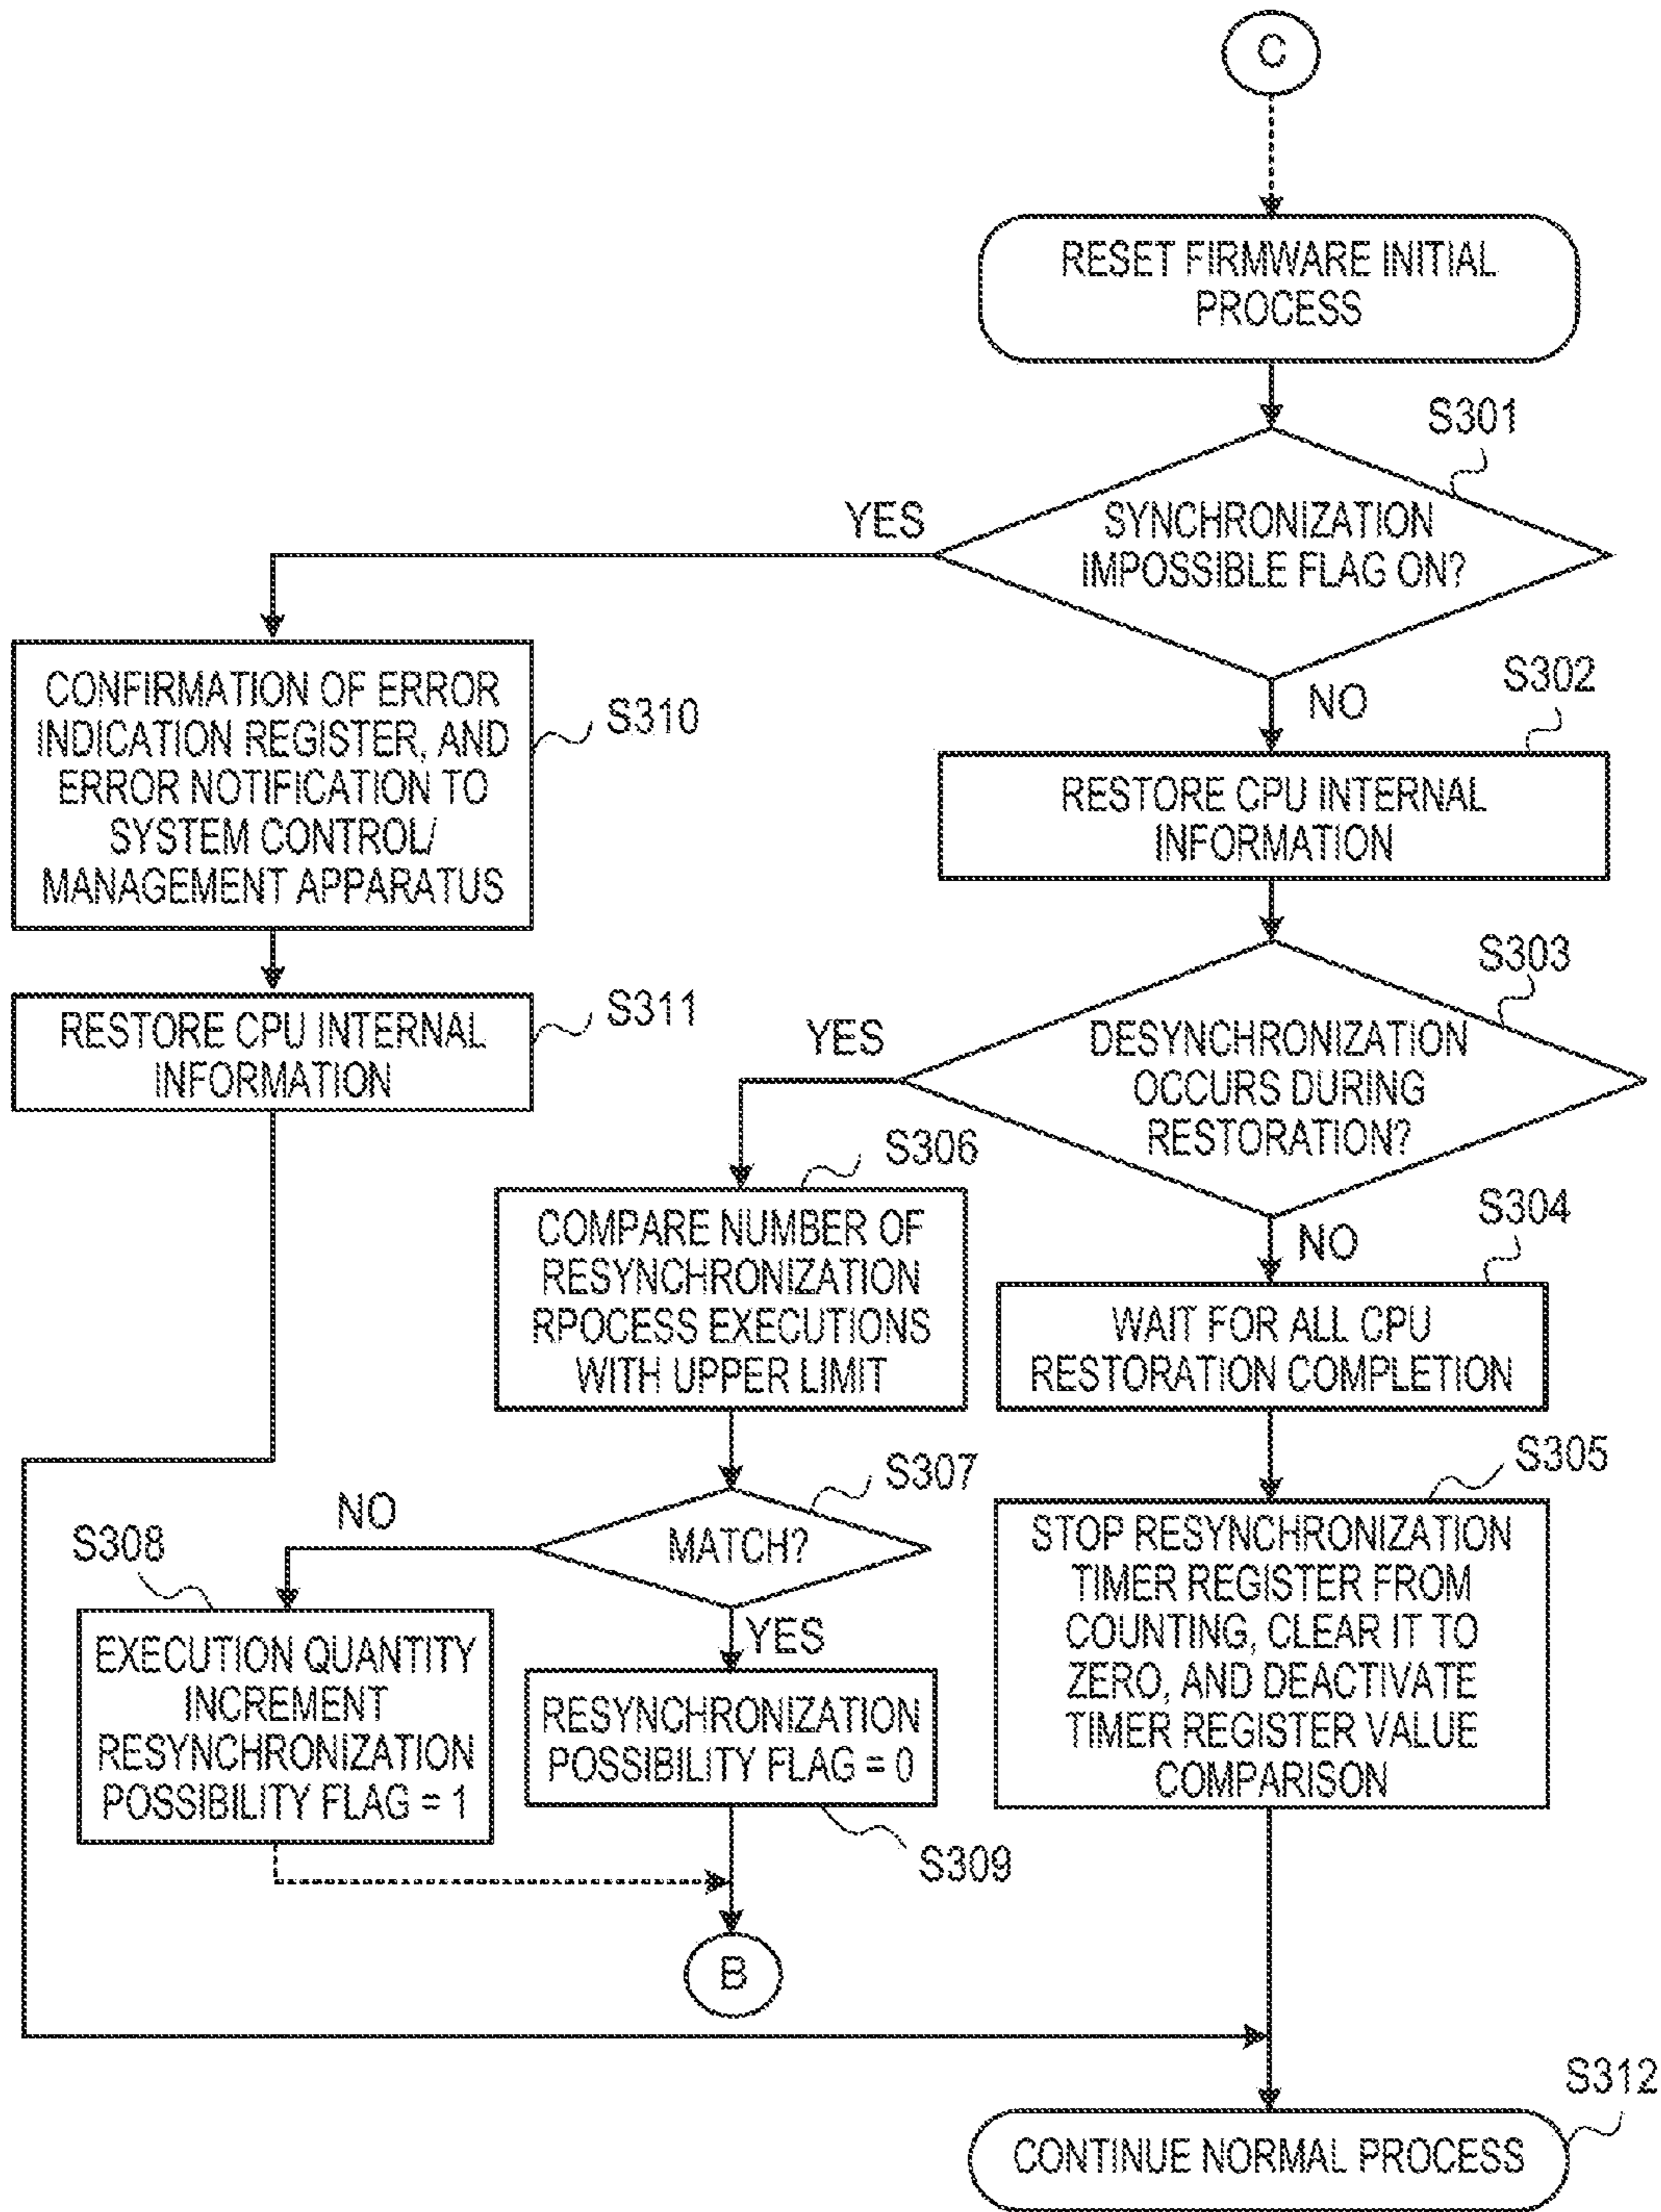 C
RESET FIRMWARE INITIAL
PROCESS
S301
YES
SYNCHRONIZATION
IMPOSSIBLE FLAG ON?
NO
CONFIRMATION OF ERROR
INDICATION REGISTER, AND
ERROR NOTIFICATION TO
SYSTEM CONTROL/
MANAGEMENT APPARATUS
S310
S302
RESTORE CPU INTERNAL
INFORMATION
S311
RESTORE CPU INTERNAL
INFORMATION
S303
YES
DESYNCHRONIZATION
OCCURS DURING
RESTORATION?
NO
S306
COMPARE NUMBER OF
RESYNCHRONIZATION
RPOCESS EXECUTIONS
WITH UPPER LIMIT
S304
WAIT FOR ALL CPU
RESTORATION COMPLETION
S307
NO
MATCH?
YES
S305
STOP RESYNCHRONIZATION
TIMER REGISTER FROM
COUNTING, CLEAR IT TO
ZERO, AND DEACTIVATE
TIMER REGISTER VALUE
COMPARISON
S308
EXECUTION QUANTITY
INCREMENT
RESYNCHRONIZATION
POSSIBILITY FLAG = 1
RESYNCHRONIZATION
POSSIBILITY FLAG = 0
S309
B
S312
CONTINUE NORMAL PROCESS